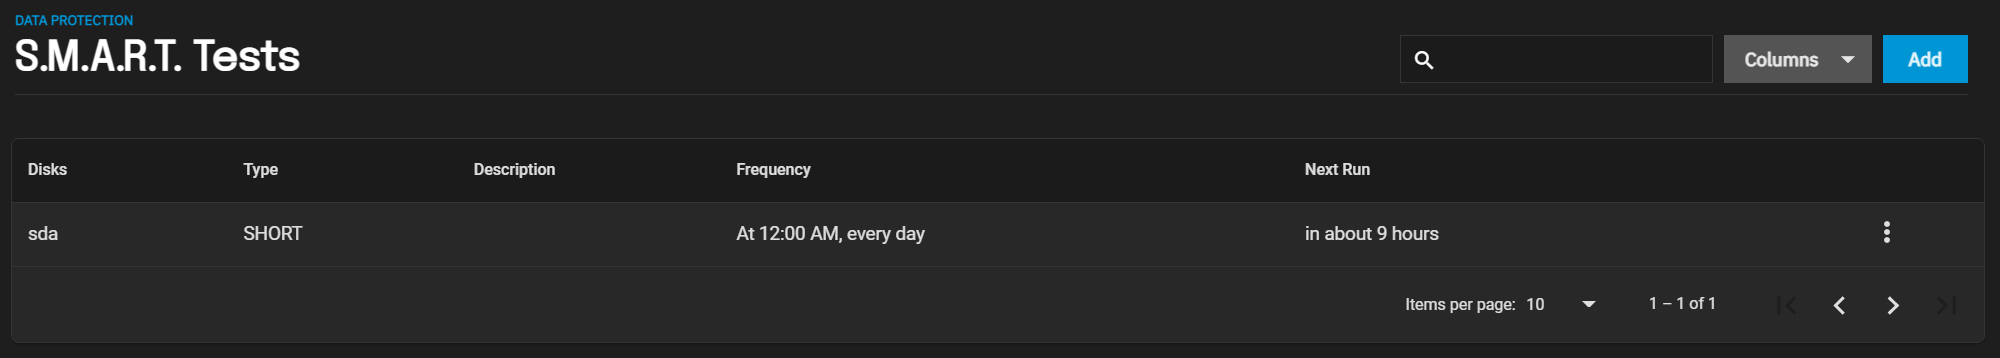 DATA PROTECTION
S.M.A.R.T. Tests
Columns
Add
Disks Type Description Frequency Next Run
sda SHORT At 12:00 AM, every day in about 9 hours
Items per page: 10 1 – 1 of 1